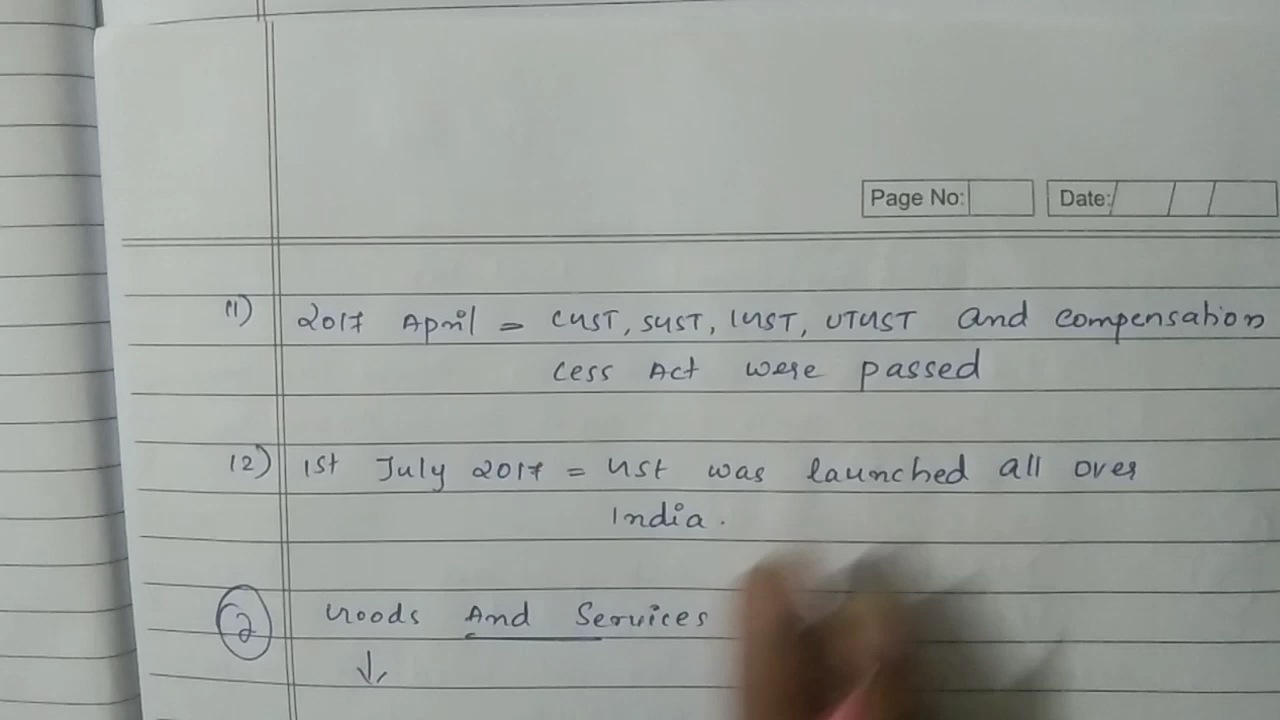 Page No: Date:
11) 2017 April = CGST, SGST, IGST, UTGST and compensation
cess Act were passed
12) 1st July 2017 = Gst was launched all over
India.
2 Goods And Services